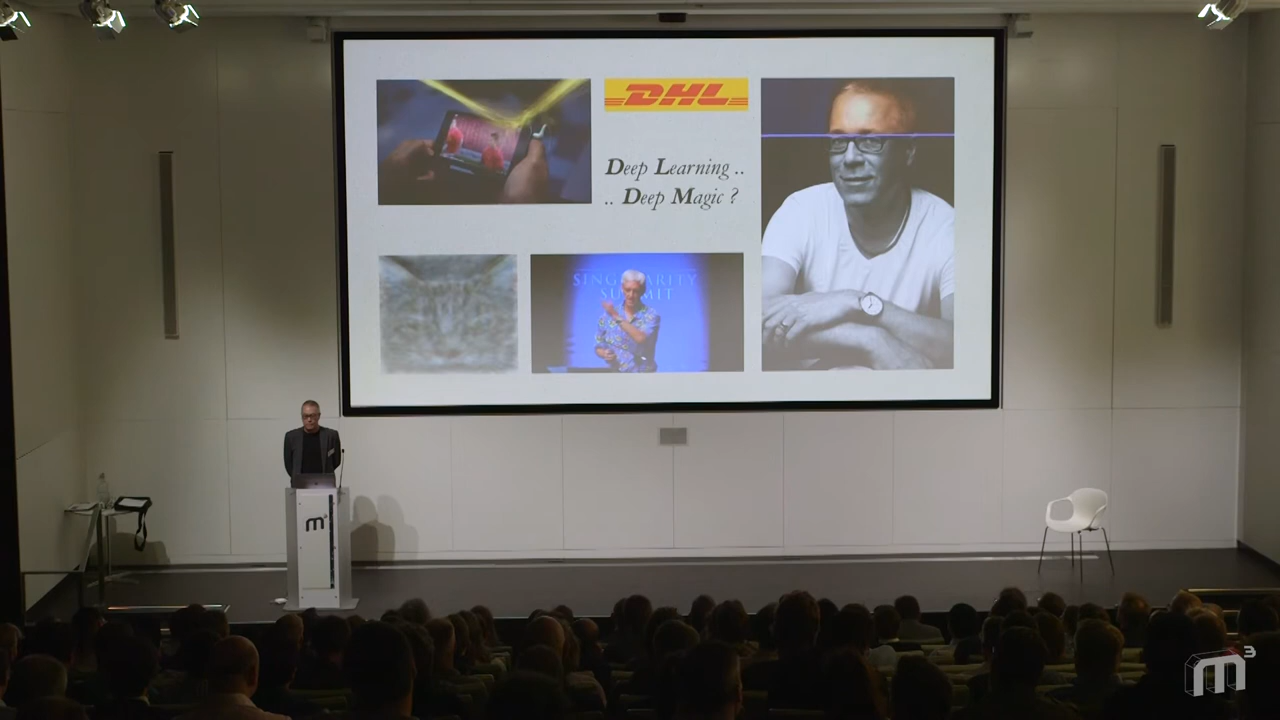 DHL
Deep Learning ..
.. Deep Magic ?
SINGULARITY
SUMMIT
m³
M³